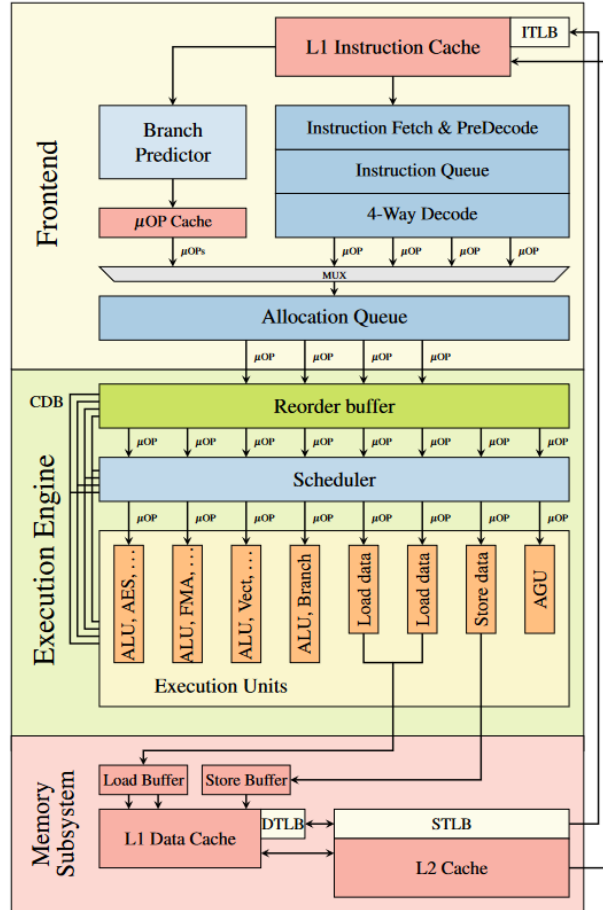 Frontend
L1 Instruction Cache
ITLB
Branch
Predictor
Instruction Fetch & PreDecode
Instruction Queue
4-Way Decode
μOP Cache
μOPs
μOP μOP μOP μOP
MUX
Allocation Queue
μOP μOP μOP μOP
Execution Engine
CDB
Reorder buffer
μOP μOP μOP μOP μOP μOP μOP μOP
Scheduler
μOP μOP μOP μOP μOP μOP μOP μOP
ALU, AES, …
ALU, FMA, …
ALU, Vect, …
ALU, Branch
Load data
Load data
Store data
AGU
Execution Units
Memory
Subsystem
Load Buffer
Store Buffer
L1 Data Cache
DTLB
STLB
L2 Cache